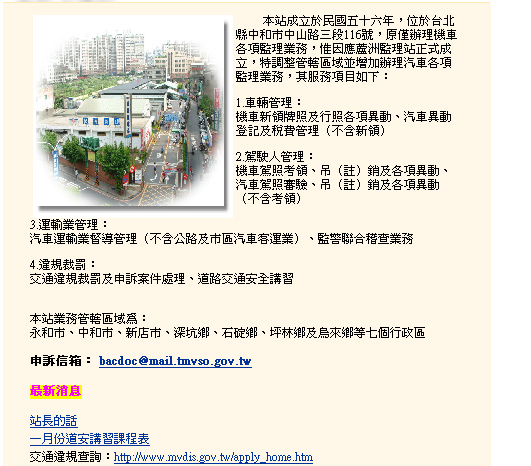 本站成立於民國五十六年，位於台北
縣中和市中山路三段116號，原僅辦理機車
各項監理業務，惟因應蘆洲監理站正式成
立，特調整管轄區域並增加辦理汽車各項
監理業務，其服務項目如下：
1.車輛管理：
機車新領牌照及行照各項異動、汽車異動
登記及稅費管理（不含新領）
2.駕駛人管理：
機車駕照考領、吊（註）銷及各項異動、
汽車駕照審驗、吊（註）銷及各項異動
（不含考領）
3.運輸業管理：
汽車運輸業督導管理（不含公路及市區汽車客運業）、監警聯合稽查業務
4.違規裁罰：
交通違規裁罰及申訴案件處理、道路交通安全講習
本站業務管轄區域爲：
永和市、中和市、新店市、深坑鄉、石碇鄉、坪林鄉及烏來鄉等七個行政區
申訴信箱： bacdoc@mail.tmvso.gov.tw
最新消息
站長的話
一月份道安講習課程表
交通違規查詢：http://www.mvdis.gov.tw/apply_home.htm